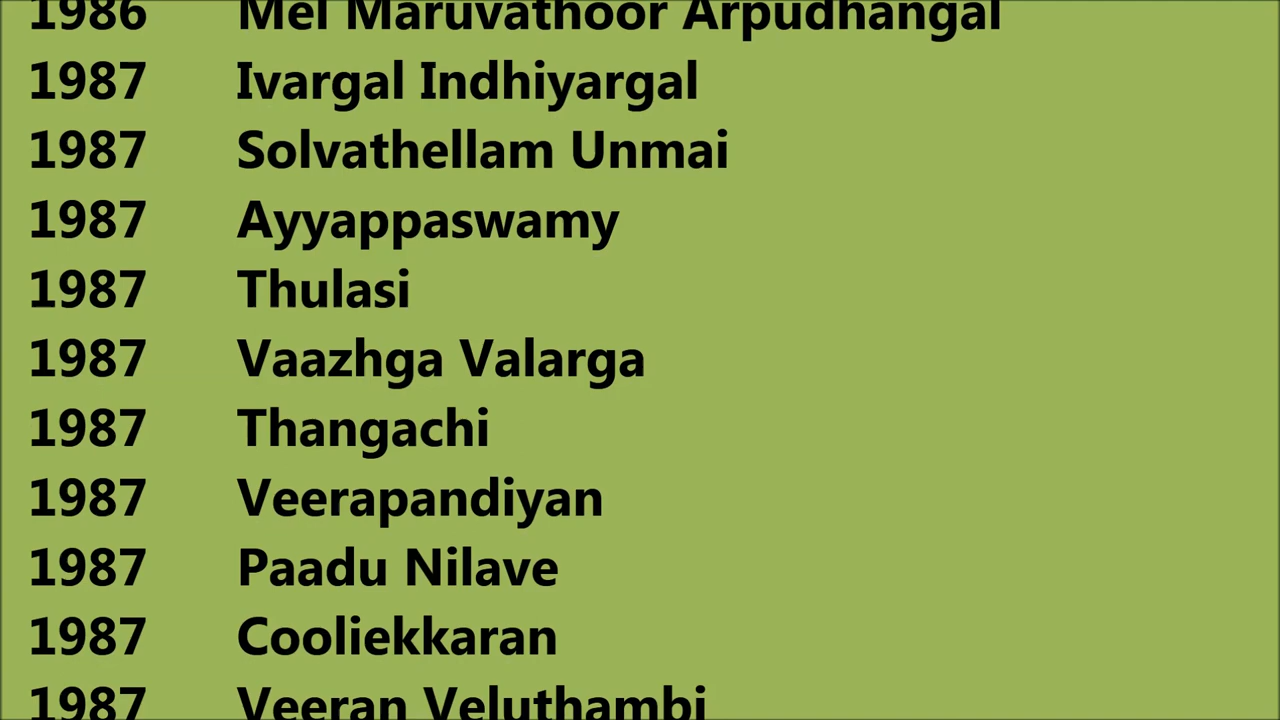 1986 Mel Maruvathoor Arpudhangal
1987 Ivargal Indhiyargal
1987 Solvathellam Unmai
1987 Ayyappaswamy
1987 Thulasi
1987 Vaazhga Valarga
1987 Thangachi
1987 Veerapandiyan
1987 Paadu Nilave
1987 Cooliekkaran
1987 Veeran Veluthambi